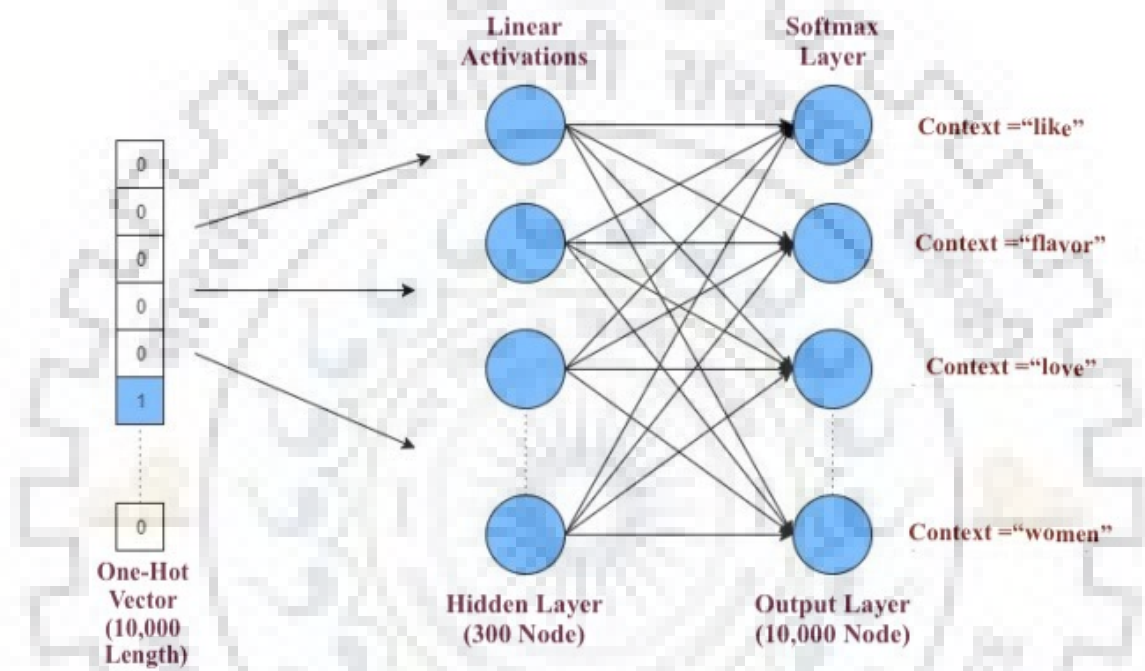 Linear
Activations
Softmax
Layer
0
0
0
0
0
1
0
One-Hot
Vector
(10,000
Length)
Context =“like”
Context =“flavor”
Context =“love”
Context =“women”
Hidden Layer
(300 Node)
Output Layer
(10,000 Node)